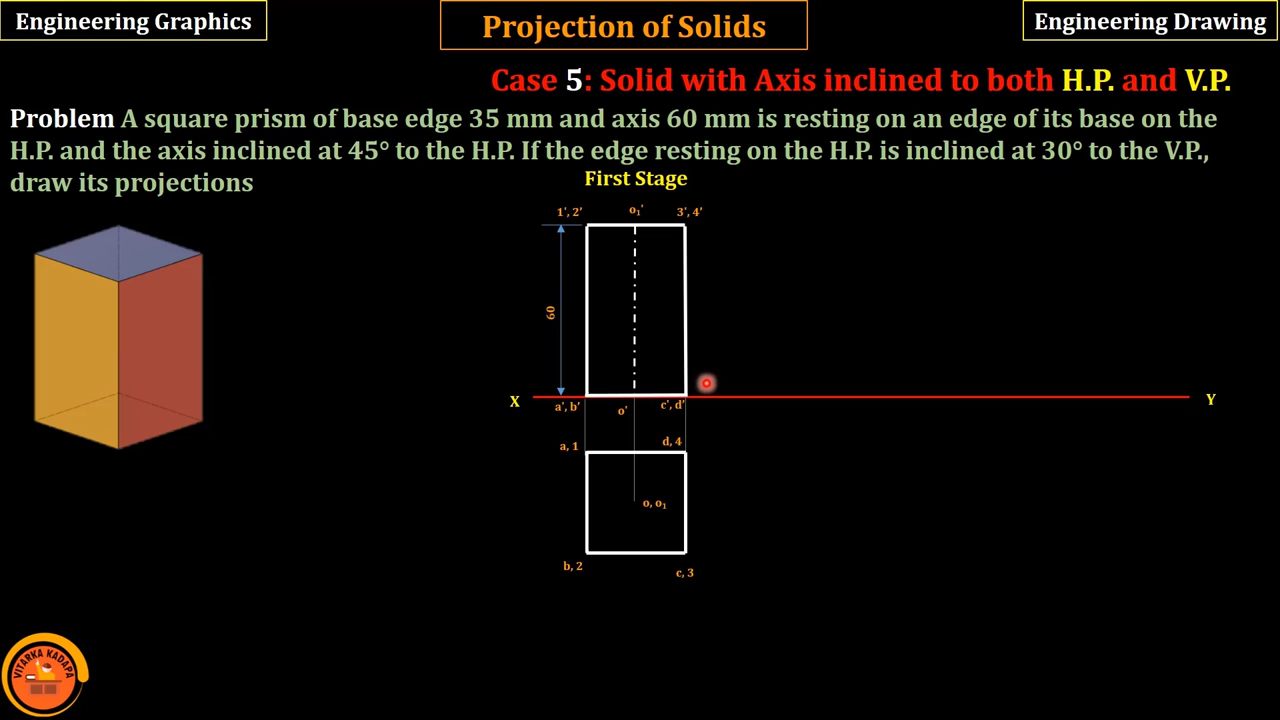 Engineering Graphics
Projection of Solids
Engineering Drawing
Case 5: Solid with Axis inclined to both H.P. and V.P.
Problem A square prism of base edge 35 mm and axis 60 mm is resting on an edge of its base on the
H.P. and the axis inclined at 45° to the H.P. If the edge resting on the H.P. is inclined at 30° to the V.P.,
draw its projections
First Stage
1', 2' o₁' 3', 4'
60
X a', b' o' c', d' Y
a, 1 d, 4
o, o₁
b, 2 c, 3
VITARKA KADAPA